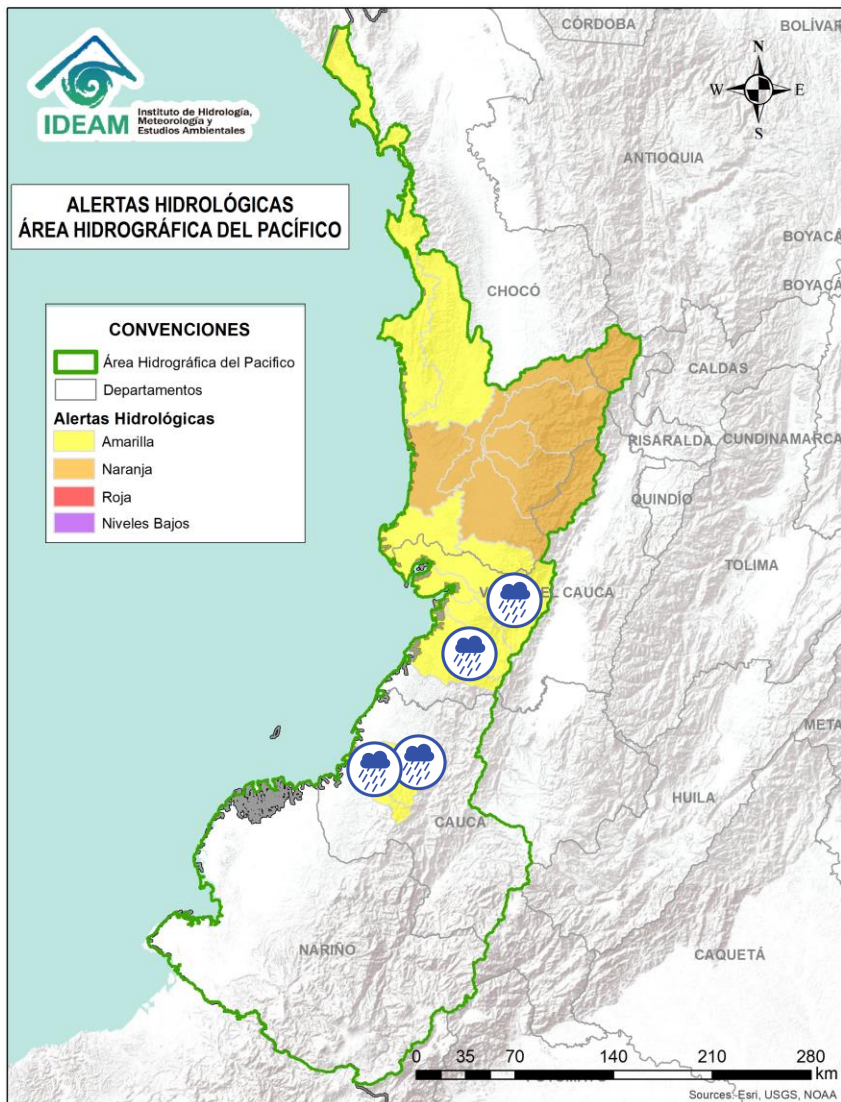 CÓRDOBA
BOLÍVAR
IDEAM
Instituto de Hidrología,
Meteorología y
Estudios Ambientales
N
W
E
S
ANTIOQUIA
ALERTAS HIDROLÓGICAS
ÁREA HIDROGRÁFICA DEL PACÍFICO
BOYACÁ
BOYACÁ
CHOCÓ
CONVENCIONES
Área Hidrográfica del Pacifico
Departamentos
Alertas Hidrológicas
Amarilla
Naranja
Roja
Niveles Bajos
CALDAS
RISARALDA
CUNDINAMARCA
QUINDÍO
TOLIMA
V
EL CAUCA
META
HUILA
CAUCA
NARIÑO
CAQUETÁ
0 35 70 140 210 280
km
Sources: Esri, USGS, NOAA